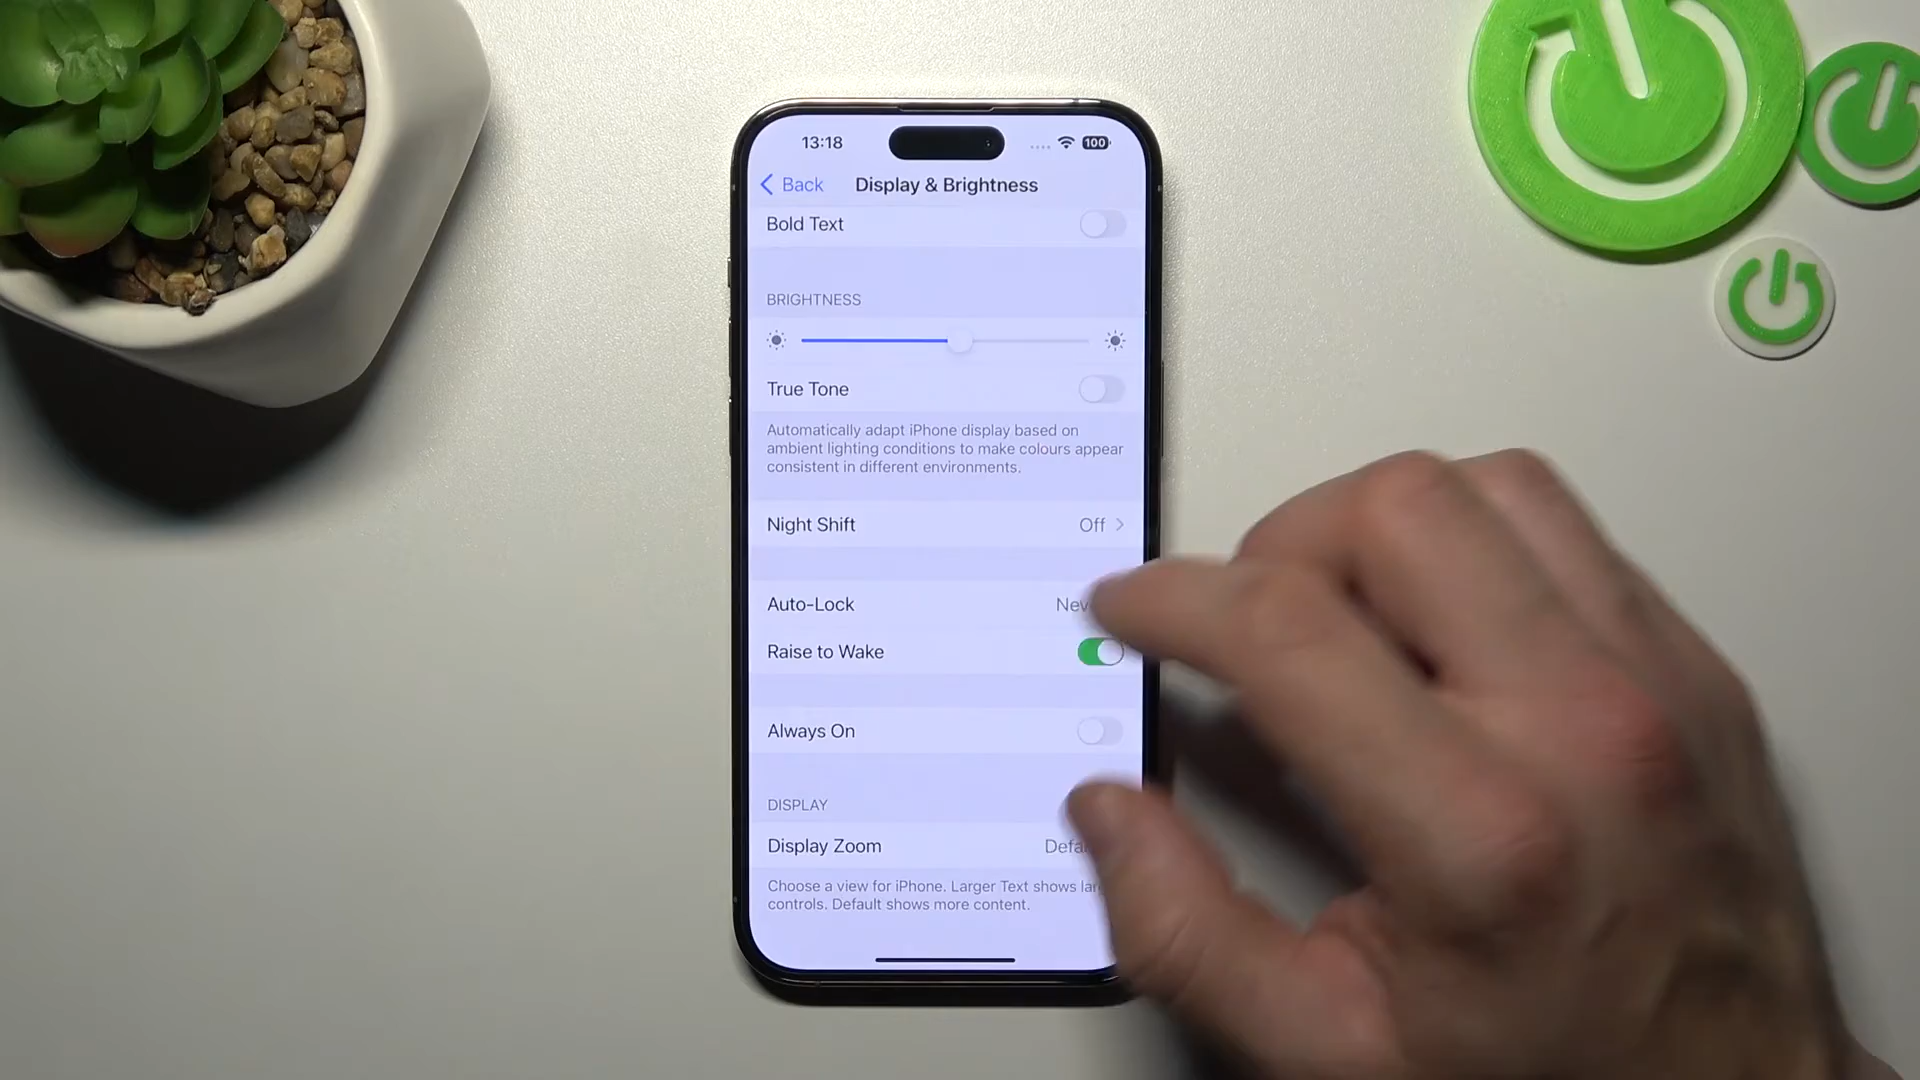 13:18
100
Back
Display & Brightness
Bold Text
BRIGHTNESS
True Tone
Automatically adapt iPhone display based on
ambient lighting conditions to make colours appear
consistent in different environments.
Night Shift
Off
Auto-Lock
Raise to Wake
Always On
DISPLAY
Display Zoom
Choose a view for iPhone. Larger Text shows
controls. Default shows more content.